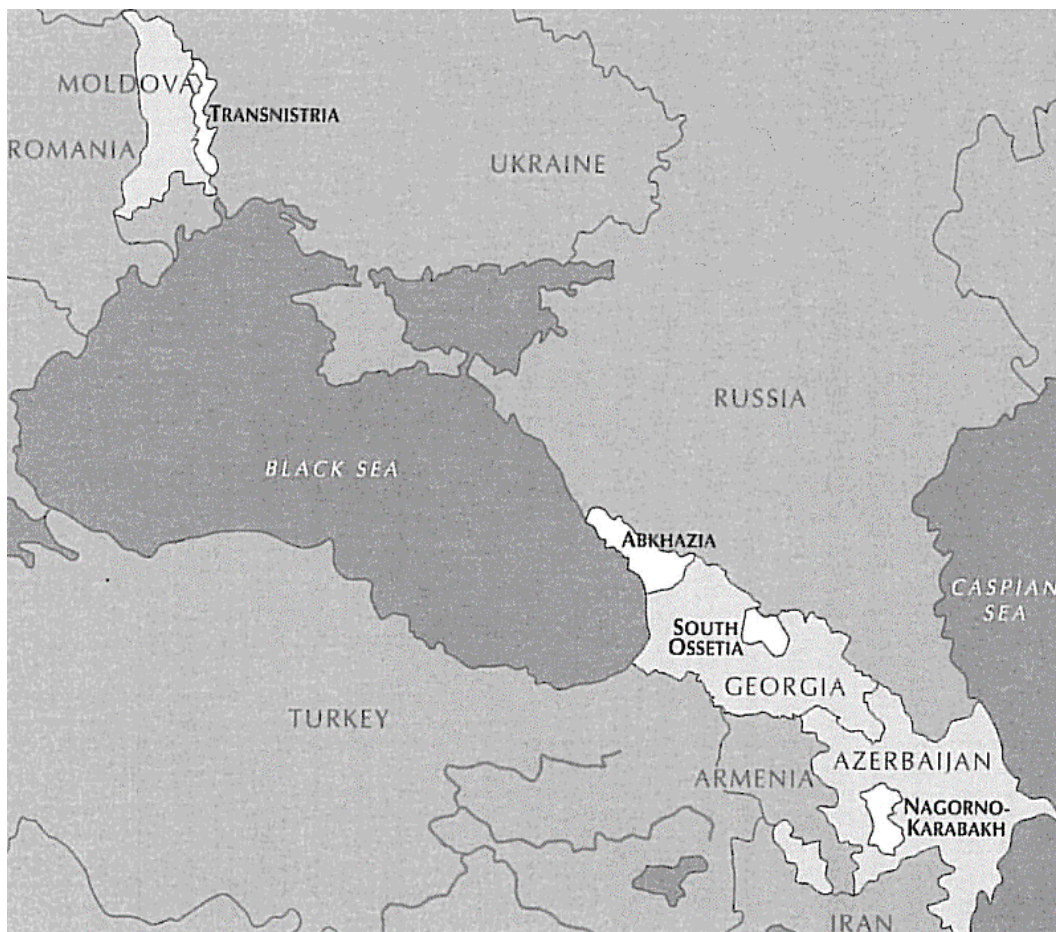 MOLDOVA
TRANSNISTRIA
ROMANIA
UKRAINE
RUSSIA
BLACK SEA
ABKHAZIA
CASPIAN
SEA
SOUTH
OSSETIA
GEORGIA
TURKEY
AZERBAIJAN
ARMENIA
NAGORNO-
KARABAKH
IRAN